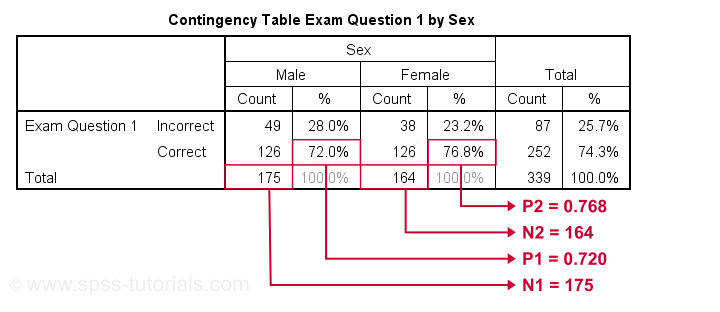 Contingency Table Exam Question 1 by Sex
Sex
Male Female Total
Count % Count % Count %
Exam Question 1 Incorrect 49 28.0% 38 23.2% 87 25.7%
Correct 126 72.0% 126 76.8% 252 74.3%
Total 175 100.0% 164 100.0% 339 100.0%
P2 = 0.768
N2 = 164
P1 = 0.720
N1 = 175
© www.spss-tutorials.com